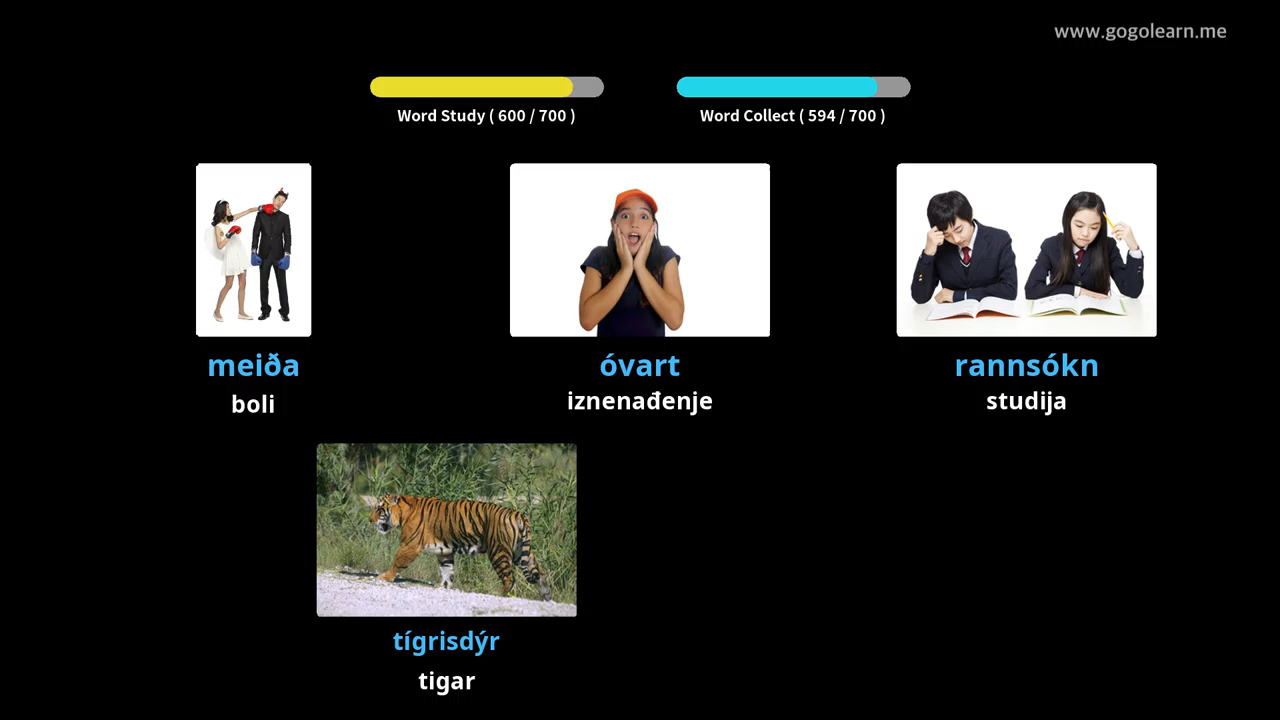 www.gogolearn.me
Word Study ( 600 / 700 )
Word Collect ( 594 / 700 )
meiða
boli
óvart
iznenađenje
rannsókn
studija
tígrisdýr
tigar